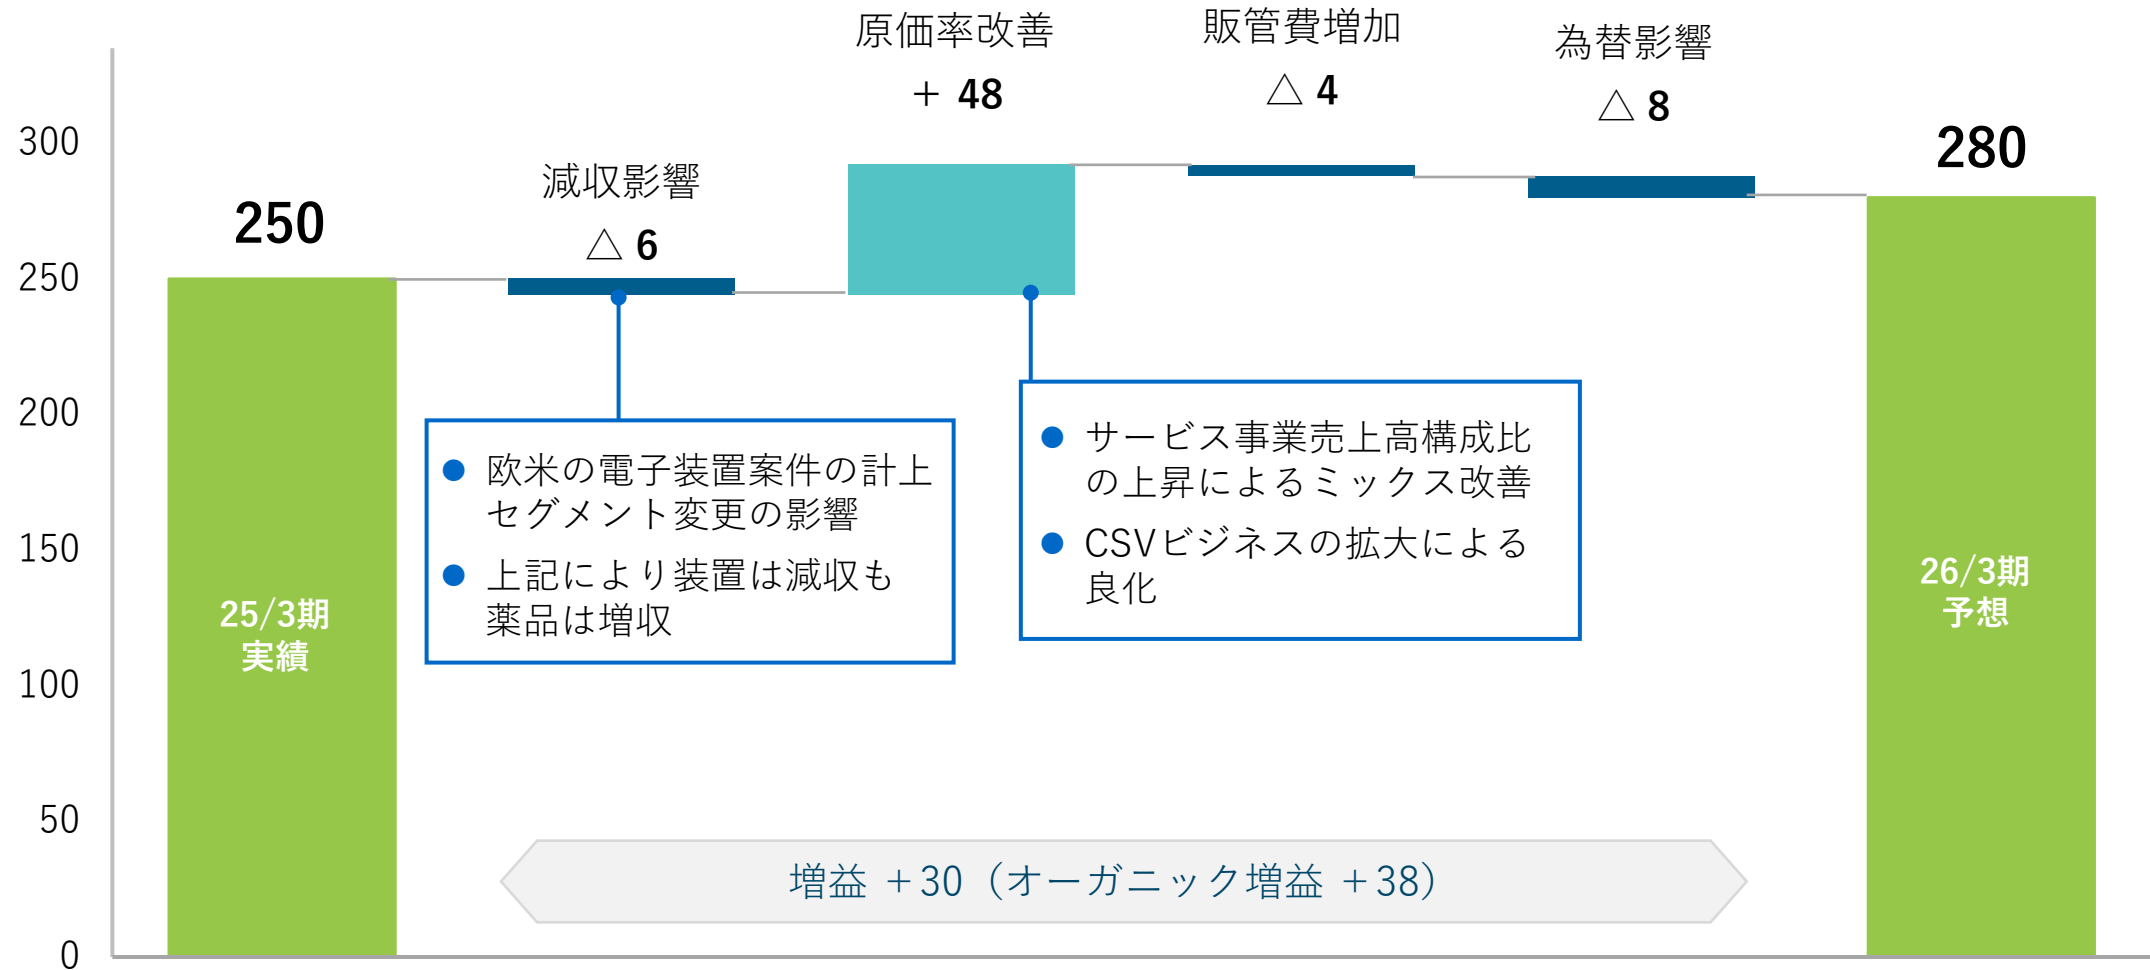 原価率改善
+ 48
販管費増加
△ 4
為替影響
△ 8
減収影響
△ 6
250
280
300
250
200
150
100
50
0
欧米の電子装置案件の計上
セグメント変更の影響
上記により装置は減収も
薬品は増収
サービス事業売上高構成比
の上昇によるミックス改善
CSVビジネスの拡大による
良化
25/3期
実績
26/3期
予想
増益 +30（オーガニック増益 +38）